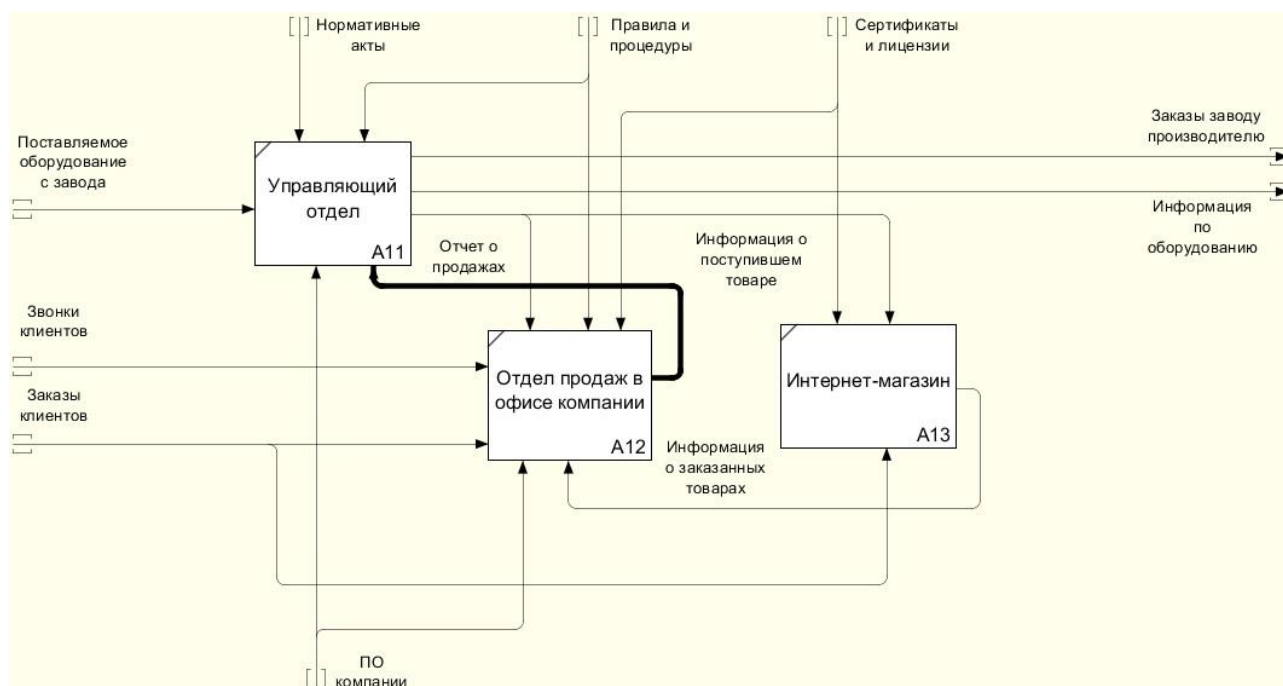 Нормативные
акты
Правила и
процедуры
Сертификаты
и лицензии
Заказы заводу
производителю
Поставляемое
оборудование
с завода
Управляющий
отдел
A11
Информация
по
оборудованию
Отчет о
продажах
Информация о
поступившем
товаре
Звонки
клиентов
Отдел продаж в
офисе компании
A12
Интернет-магазин
A13
Заказы
клиентов
Информация
о заказанных
товарах
ПО
компании